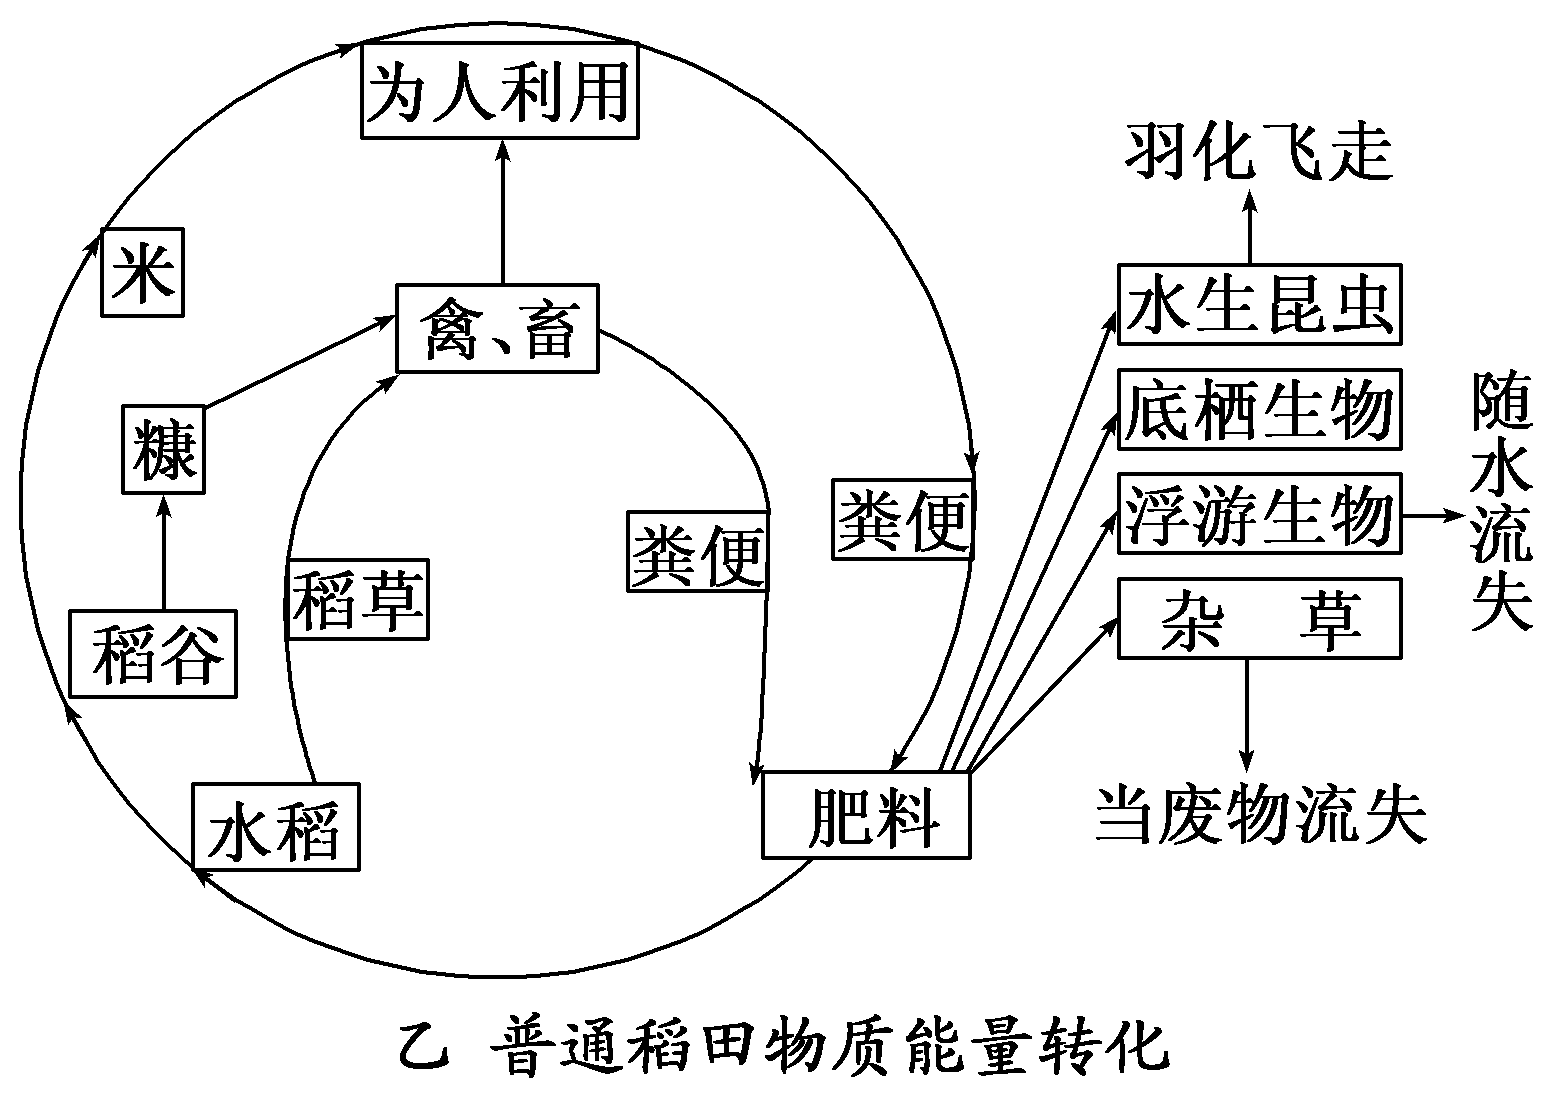 为人利用
羽化飞走
米
水生昆虫
禽、畜
底栖生物
随水流失
糠
浮游生物
粪便
粪便
稻草
杂 草
稻谷
水稻
肥料
当废物流失
乙 普通稻田物质能量转化